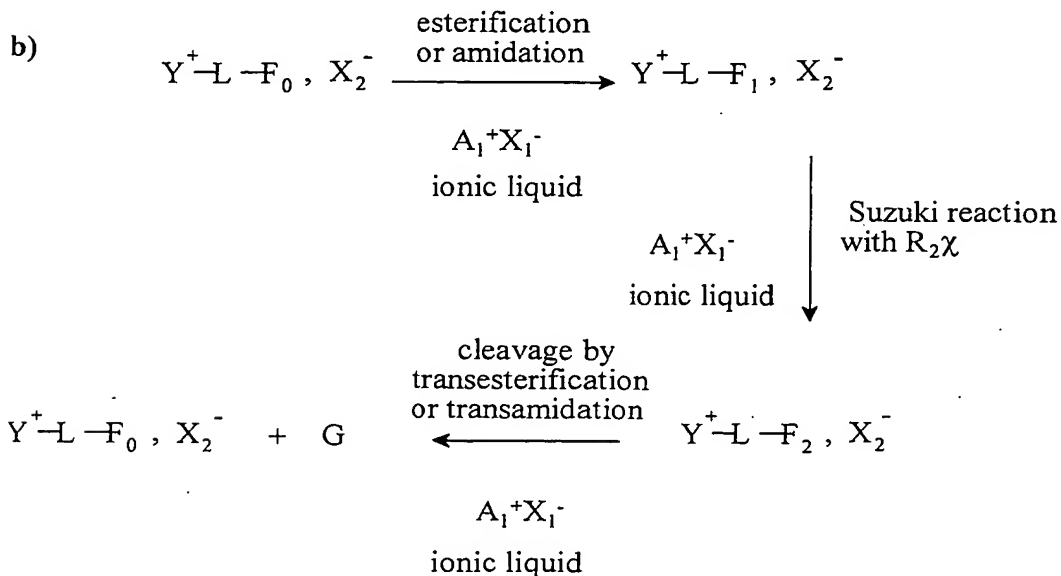 b)
esterification
or amidation
Y⁺–L–F₀ , X₂⁻ ⟶ Y⁺–L–F₁ , X₂⁻
A₁⁺X₁⁻
ionic liquid
Suzuki reaction
with R₂χ
A₁⁺X₁⁻
ionic liquid
cleavage by
transesterification
or transamidation
Y⁺–L–F₀ , X₂⁻ + G ⟵ Y⁺–L–F₂ , X₂⁻
A₁⁺X₁⁻
ionic liquid